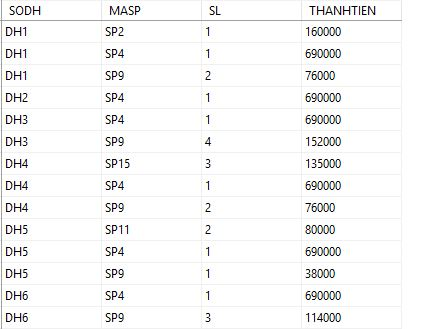 SODH MASP SL THANHTIEN
DH1 SP2 1 160000
DH1 SP4 1 690000
DH1 SP9 2 76000
DH2 SP4 1 690000
DH3 SP4 1 690000
DH3 SP9 4 152000
DH4 SP15 3 135000
DH4 SP4 1 690000
DH4 SP9 2 76000
DH5 SP11 2 80000
DH5 SP4 1 690000
DH5 SP9 1 38000
DH6 SP4 1 690000
DH6 SP9 3 114000